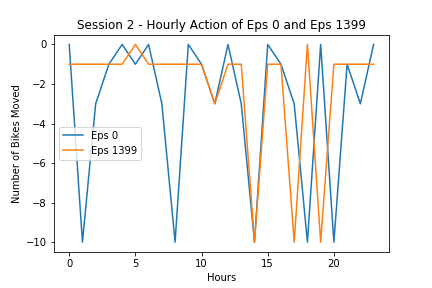 Session 2 - Hourly Action of Eps 0 and Eps 1399
0
−2
−4
−6
−8
−10
Number of Bikes Moved
Eps 0
Eps 1399
0 5 10 15 20
Hours